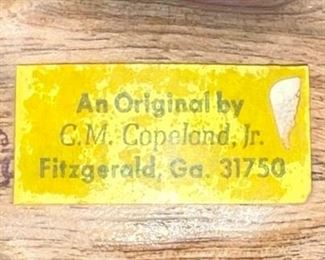 An Original by
C.M. Copeland, Jr.
Fitzgerald, Ga. 31750